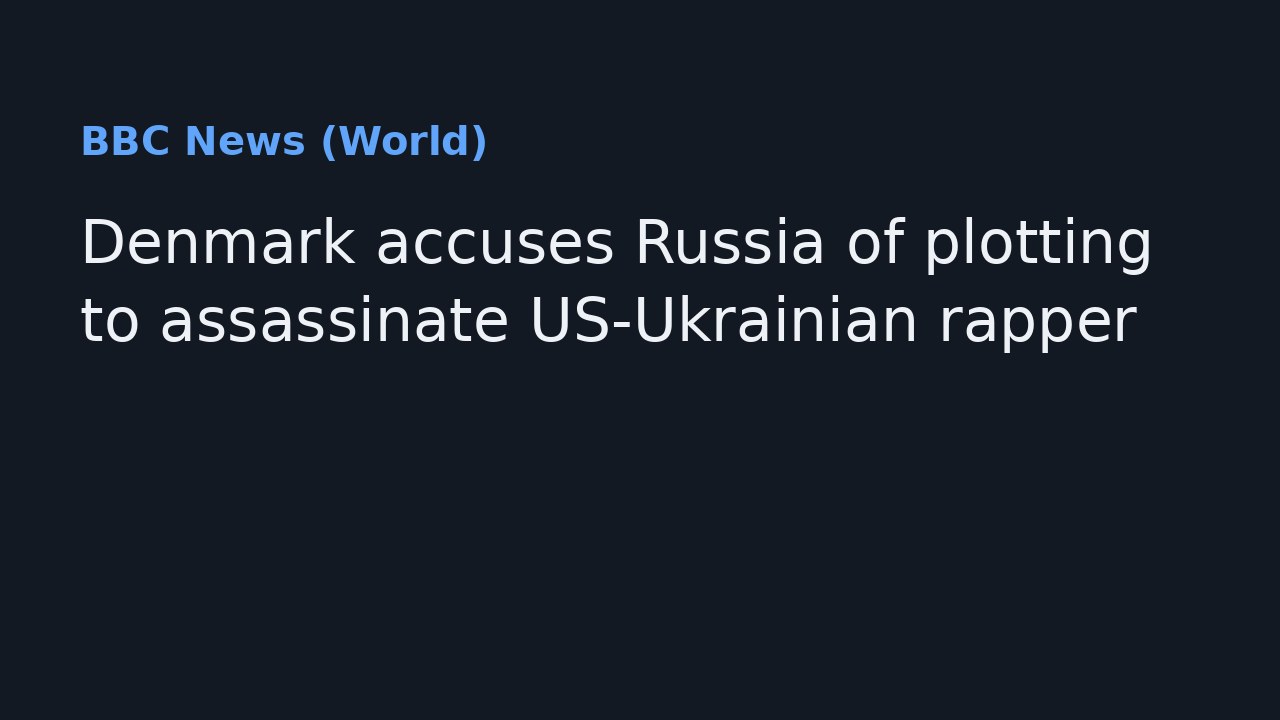 BBC News (World)
Denmark accuses Russia of plotting
to assassinate US-Ukrainian rapper